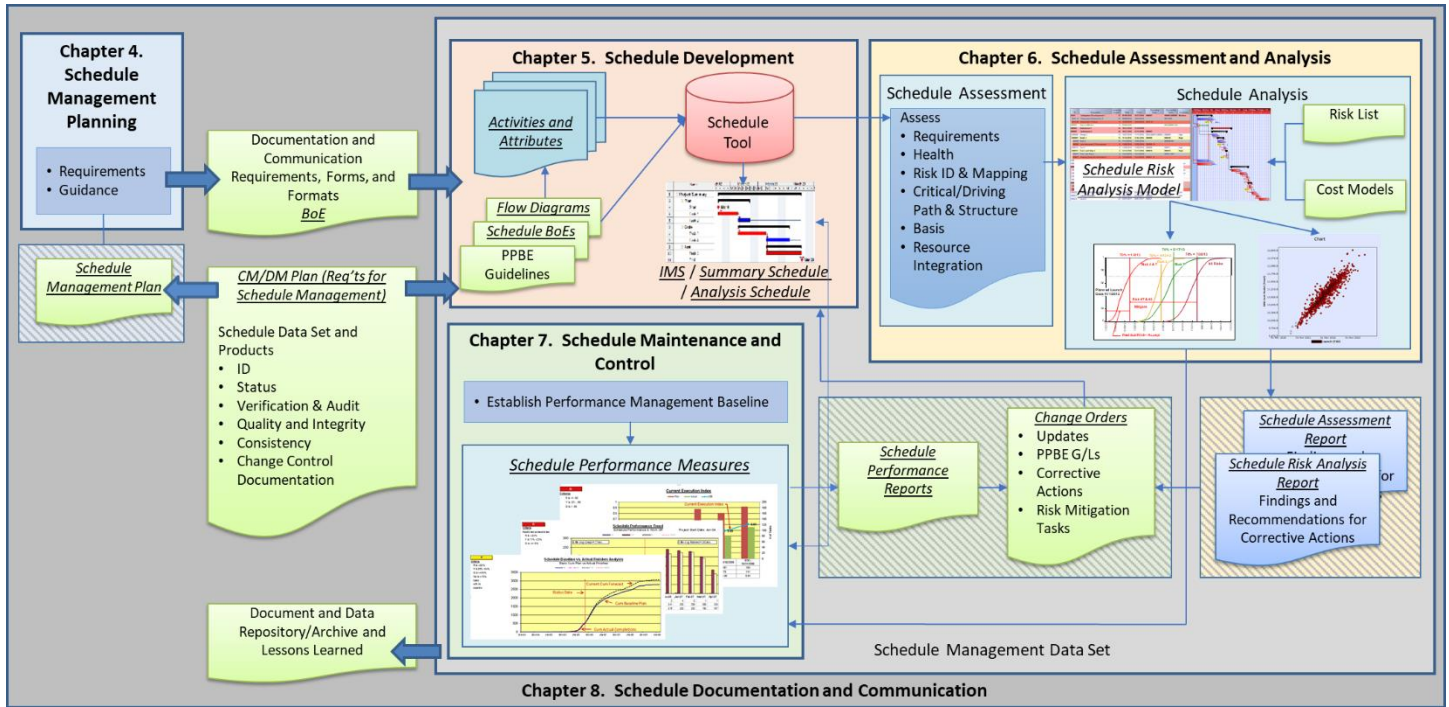 Chapter 4.
Schedule
Management
Planning
• Requirements
• Guidance
Schedule
Management Plan
Documentation and
Communication
Requirements, Forms, and
Formats
BoE
CM/DM Plan (Req'ts for
Schedule Management)
Schedule Data Set and
Products
• ID
• Status
• Verification & Audit
• Quality and Integrity
• Consistency
• Change Control
Documentation
Document and Data
Repository/Archive and
Lessons Learned
Chapter 5. Schedule Development
Activities and
Attributes
Schedule
Tool
Flow Diagrams
Schedule BoEs
PPBE
Guidelines
IMS / Summary Schedule
/ Analysis Schedule
Chapter 6. Schedule Assessment and Analysis
Schedule Assessment
Assess
• Requirements
• Health
• Risk ID & Mapping
• Critical/Driving
Path & Structure
• Basis
• Resource
Integration
Schedule Analysis
Schedule Risk
Analysis Model
Risk List
Cost Models
Chapter 7. Schedule Maintenance and
Control
• Establish Performance Management Baseline
Schedule Performance Measures
Current Execution Index
Schedule Performance Trend
Schedule
Performance
Reports
Change Orders
• Updates
• PPBE G/Ls
• Corrective
Actions
• Risk Mitigation
Tasks
Schedule Assessment
Report
Schedule Risk Analysis
Report
Findings and
Recommendations for
Corrective Actions
Schedule Management Data Set
Chapter 8. Schedule Documentation and Communication